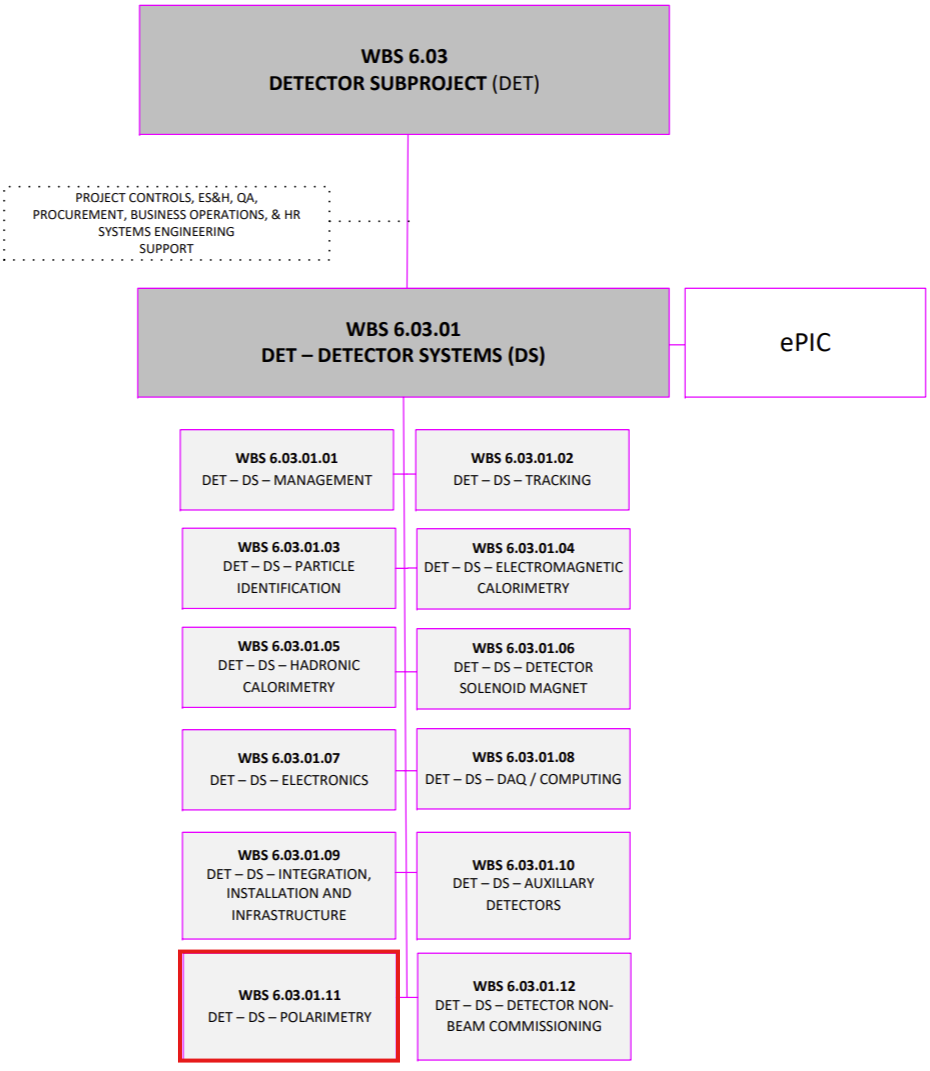 WBS 6.03
DETECTOR SUBPROJECT (DET)
PROJECT CONTROLS, ES&H, QA,
PROCUREMENT, BUSINESS OPERATIONS, & HR
SYSTEMS ENGINEERING
SUPPORT
WBS 6.03.01
DET – DETECTOR SYSTEMS (DS)
ePIC
WBS 6.03.01.01
DET – DS – MANAGEMENT
WBS 6.03.01.02
DET – DS – TRACKING
WBS 6.03.01.03
DET – DS – PARTICLE
IDENTIFICATION
WBS 6.03.01.04
DET – DS – ELECTROMAGNETIC
CALORIMETRY
WBS 6.03.01.05
DET – DS – HADRONIC
CALORIMETRY
WBS 6.03.01.06
DET – DS – DETECTOR
SOLENOID MAGNET
WBS 6.03.01.07
DET – DS – ELECTRONICS
WBS 6.03.01.08
DET – DS – DAQ / COMPUTING
WBS 6.03.01.09
DET – DS – INTEGRATION,
INSTALLATION AND
INFRASTRUCTURE
WBS 6.03.01.10
DET – DS – AUXILLARY
DETECTORS
WBS 6.03.01.11
DET – DS – POLARIMETRY
WBS 6.03.01.12
DET – DS – DETECTOR NON-
BEAM COMMISSIONING